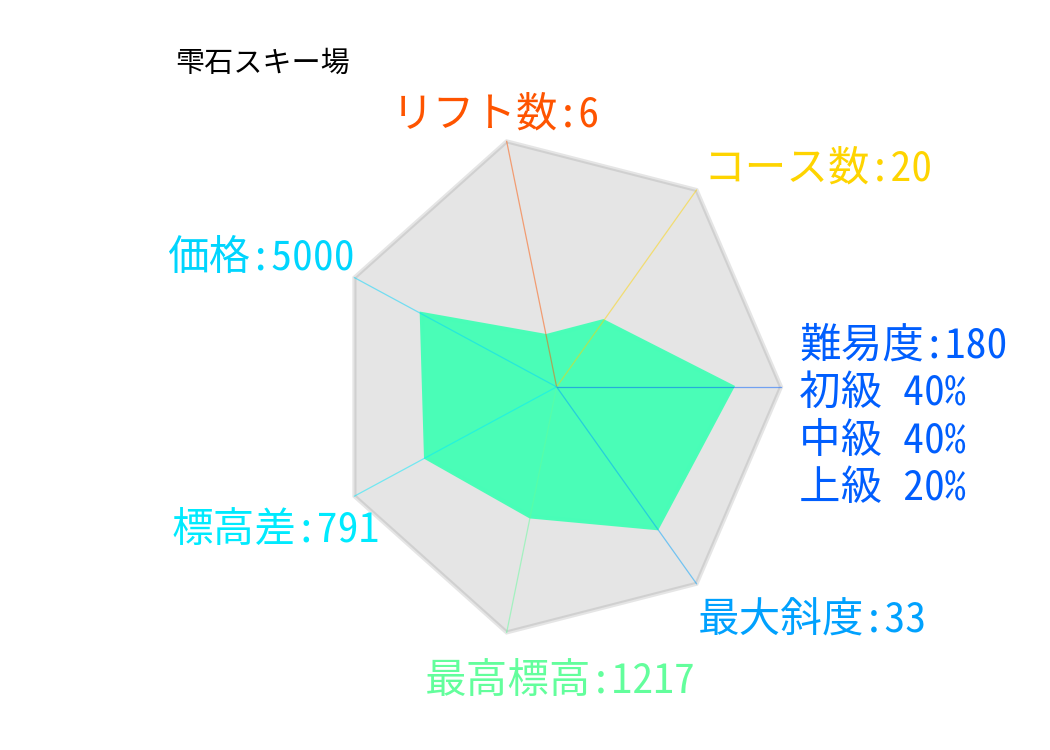 雫石スキー場
リフト数:6
コース数:20
価格:5000
難易度:180
初級 40%
中級 40%
上級 20%
標高差:791
最大斜度:33
最高標高:1217